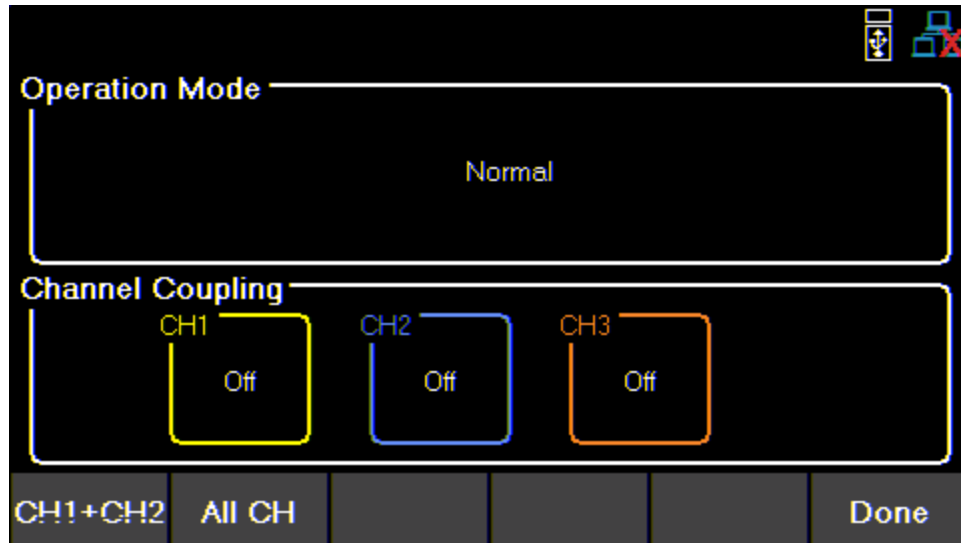 Operation Mode
Normal
Channel Coupling
CH1 CH2 CH3
Off Off Off
CH1+CH2 All CH Done